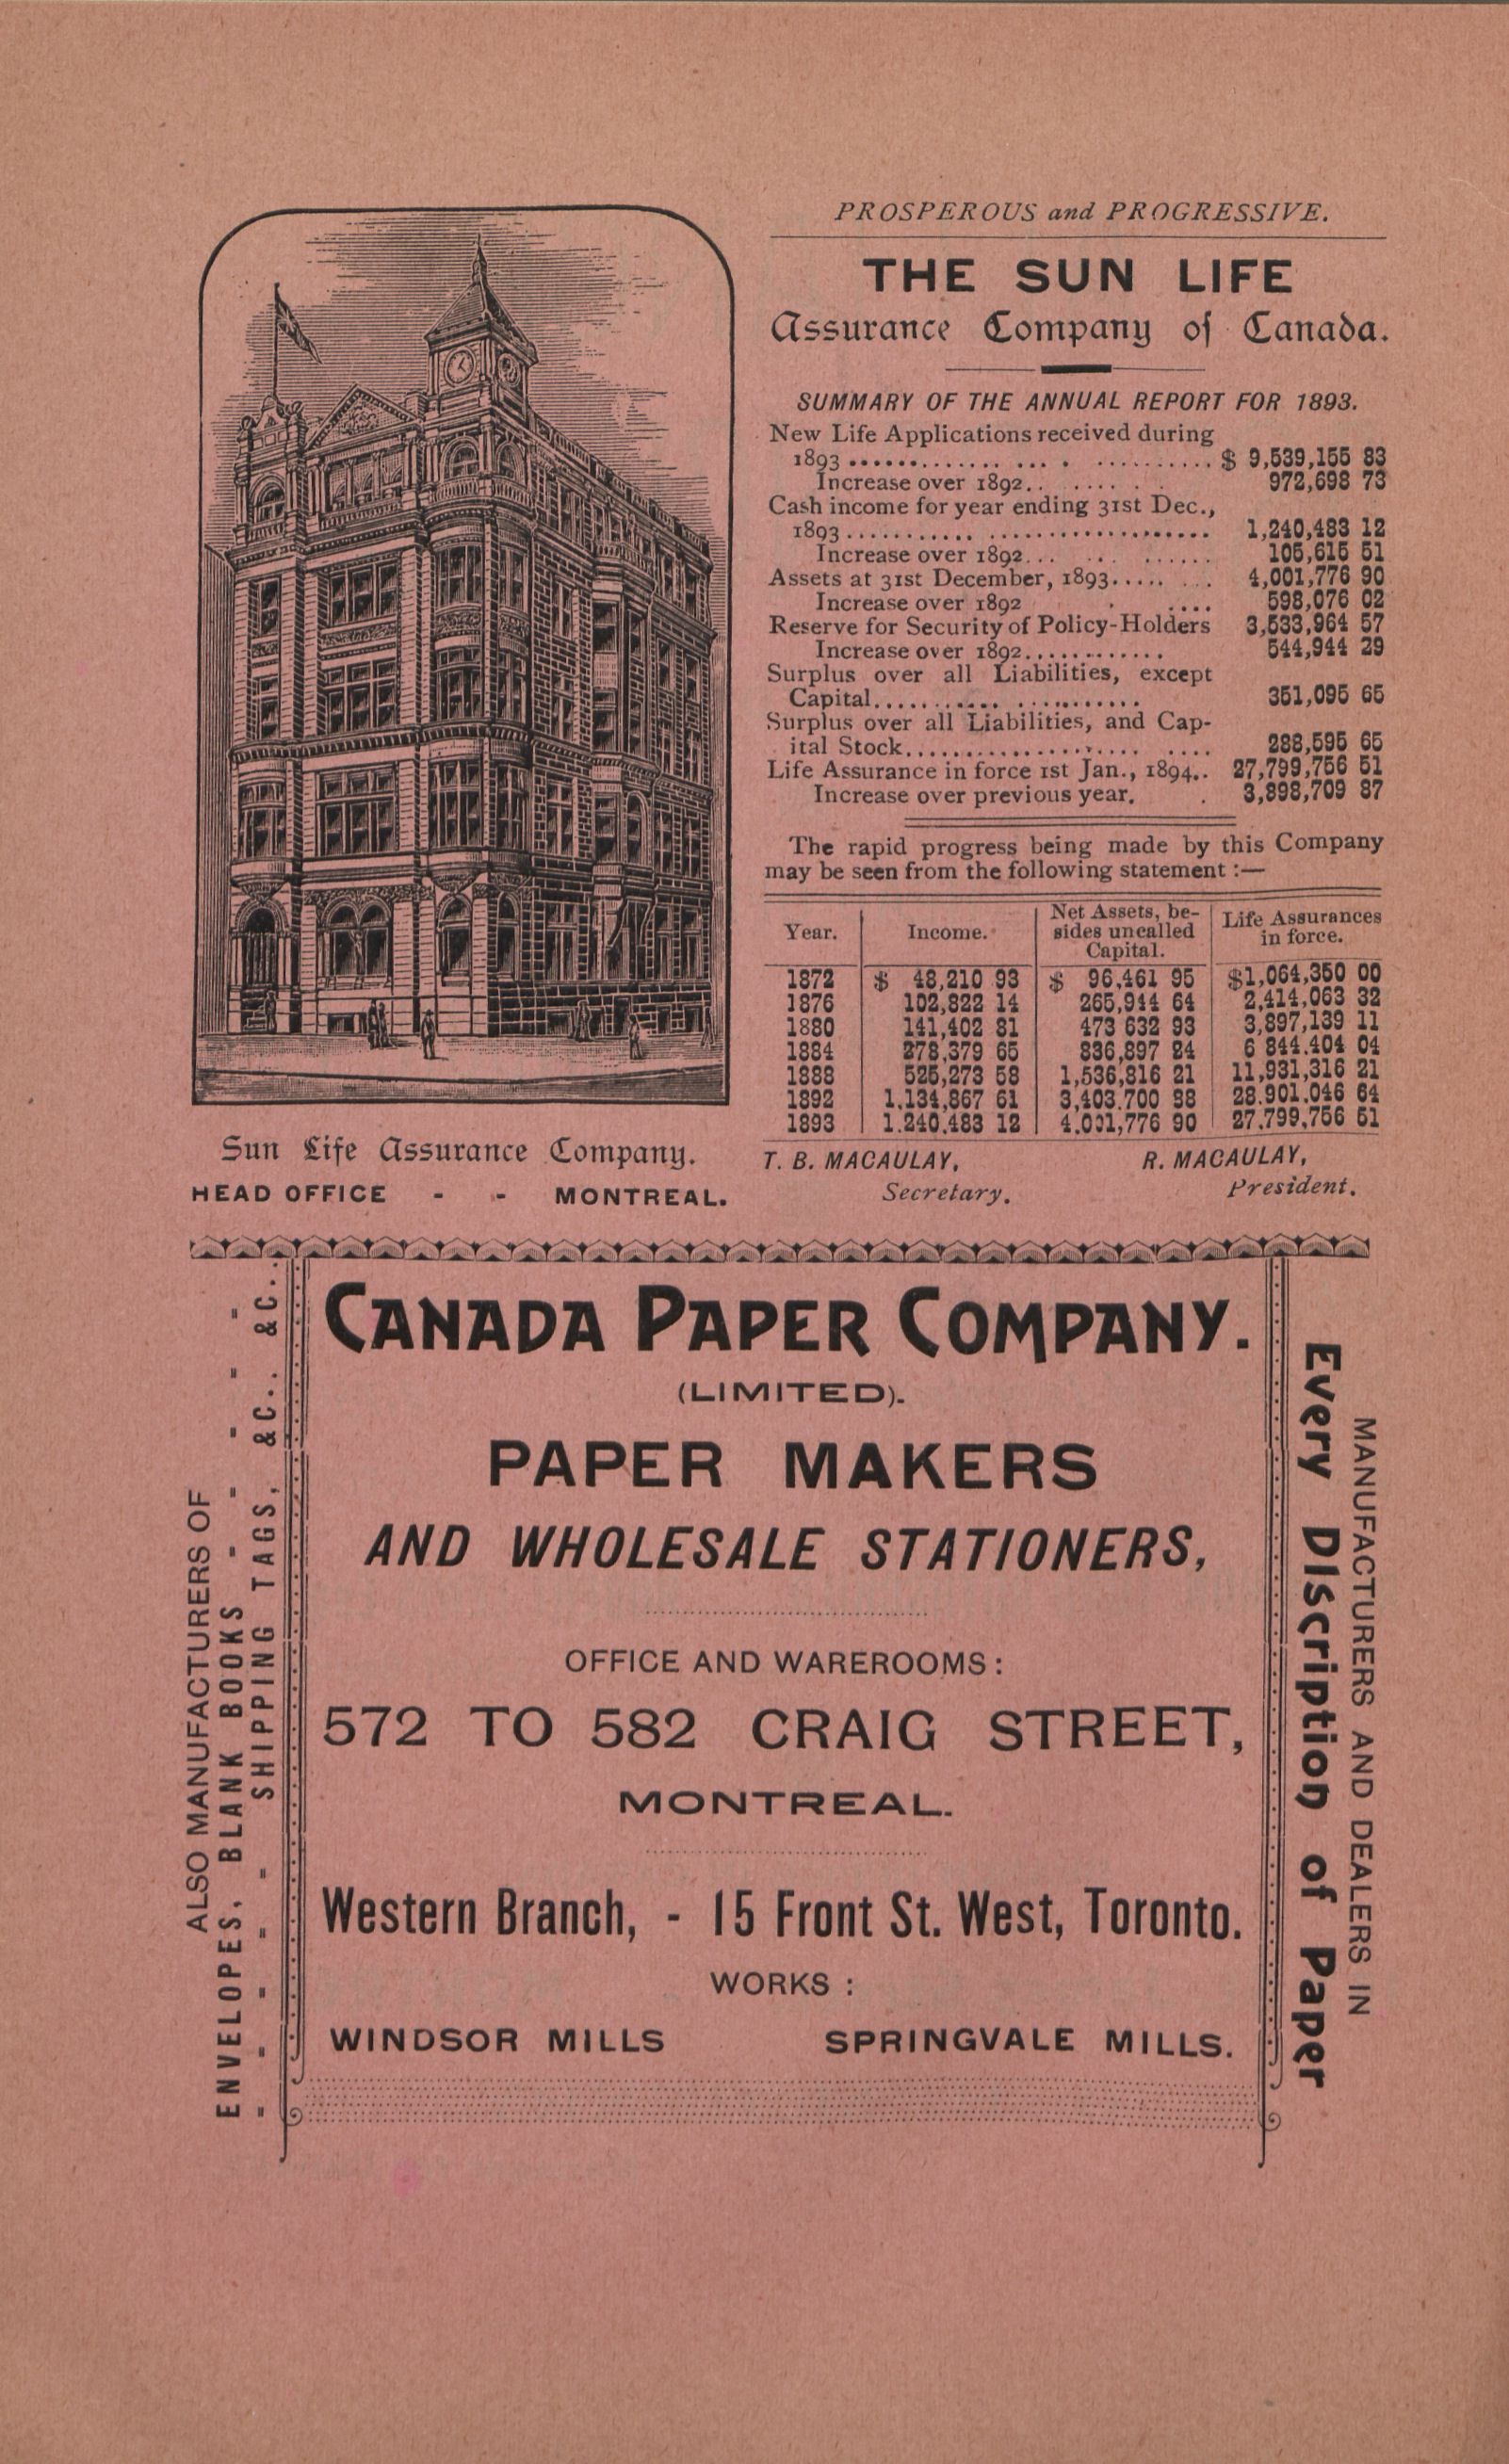 PROSPEROUS and PROGRESSIVE.
THE SUN LIFE
Assurance Company of Canada.
SUMMARY OF THE ANNUAL REPORT FOR 1893.
New Life Applications received during
1893 .................... $ 9,539,155 83
Increase over 1892.. ...... 972,698 73
Cash income for year ending 31st Dec.,
1893 .................... 1,240,483 12
Increase over 1892... ...... 105,615 51
Assets at 31st December, 1893..... ... 4,001,776 90
Increase over 1892 .... 598,076 02
Reserve for Security of Policy-Holders 3,533,964 57
Increase over 1892............ 544,944 29
Surplus over all Liabilities, except
Capital.................... 351,095 65
Surplus over all Liabilities, and Cap-
ital Stock.................... 288,595 65
Life Assurance in force 1st Jan., 1894.. 27,799,756 51
Increase over previous year. . 3,898,709 87
The rapid progress being made by this Company
may be seen from the following statement :—
Year. Income. Net Assets, be- sides uncalled Capital. Life Assurances in force.
1872 $ 48,210 93 $ 96,461 95 $1,064,350 00
1876 102,822 14 265,944 64 2,414,063 32
1880 141,402 81 473 632 93 3,897,139 11
1884 278,379 65 836,897 24 6 844.404 04
1888 525,273 58 1,536,816 21 11,931,316 21
1892 1,134,867 61 3,403,700 88 28.901.046 64
1893 1.240.483 12 4.001,776 90 27.799,756 51
T. B. MACAULAY, R. MACAULAY,
Secretary. President.
Sun Life Assurance Company.
HEAD OFFICE - - MONTREAL.
CANADA PAPER COMPANY.
(LIMITED).
PAPER MAKERS
AND WHOLESALE STATIONERS,
OFFICE AND WAREROOMS:
572 TO 582 CRAIG STREET,
MONTREAL.
Western Branch, - 15 Front St. West, Toronto.
WORKS :
WINDSOR MILLS SPRINGVALE MILLS.
ALSO MANUFACTURERS OF
ENVELOPES, BLANK BOOKS - - - - -
- - - - - SHIPPING TAGS, &C.. &C..
MANUFACTURERS AND DEALERS IN
Every Discription of Paper